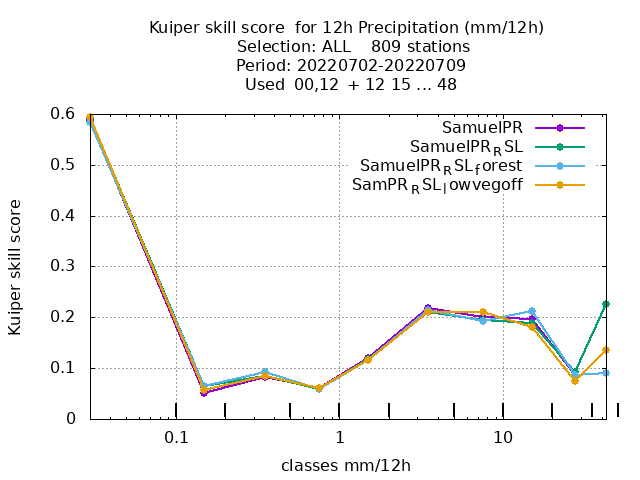 Kuiper skill score  for 12h Precipitation (mm/12h)
Selection: ALL    809 stations
Period: 20220702-20220709
Used  00,12  + 12 15 ... 48
SamuelPR
SamuelPR_RSL
SamuelPR_RSL_forest
SamPR_RSL_lowvegoff
Kuiper skill score
0.6
0.5
0.4
0.3
0.2
0.1
0
0.1 1 10
classes mm/12h